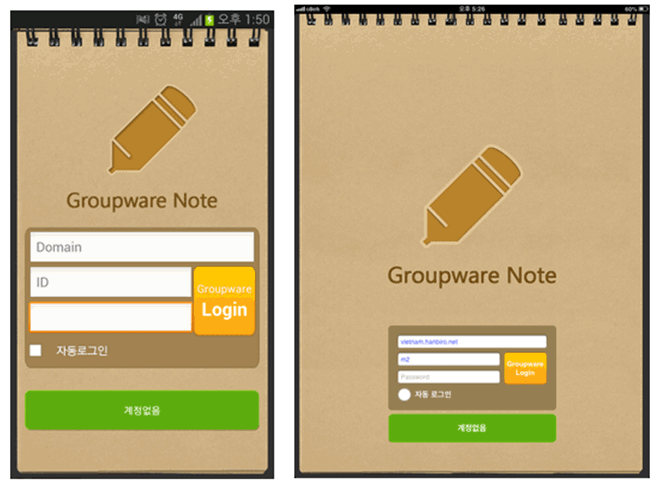 4G
오후 1:50
Groupware Note
Domain
ID
Groupware
Login
자동로그인
계정없음
오후 5:26
60%
Groupware Note
vietnam.hanbiro.net
m2
Password
Groupware
Login
자동 로그인
계정없음